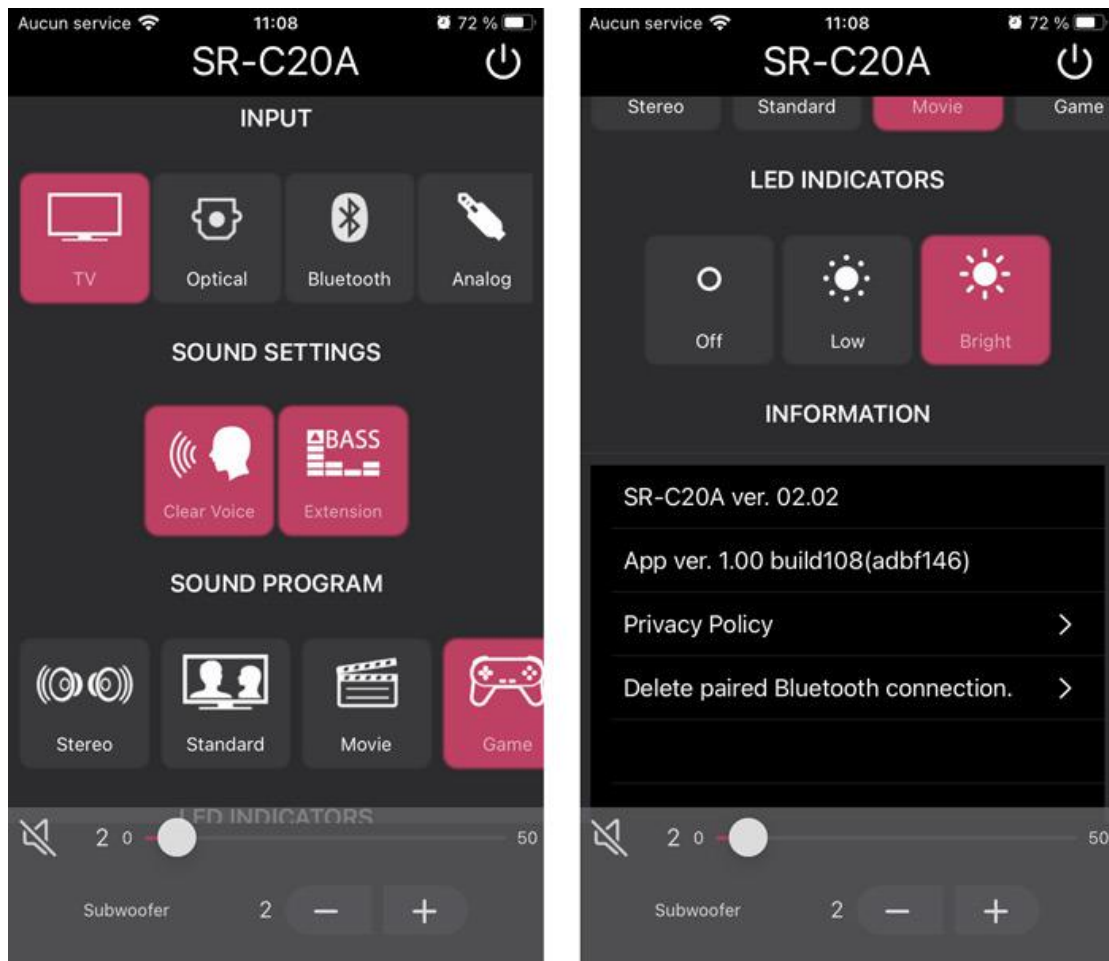 Aucun service 11:08 72 %
SR-C20A
INPUT
TV Optical Bluetooth Analog
SOUND SETTINGS
Clear Voice BASS Extension
SOUND PROGRAM
Stereo Standard Movie Game
LED INDICATORS
2 0 50
Subwoofer 2 − +
Aucun service 11:08 72 %
SR-C20A
Stereo Standard Movie Game
LED INDICATORS
Off Low Bright
INFORMATION
SR-C20A ver. 02.02
App ver. 1.00 build108(adbf146)
Privacy Policy >
Delete paired Bluetooth connection. >
2 0 50
Subwoofer 2 − +